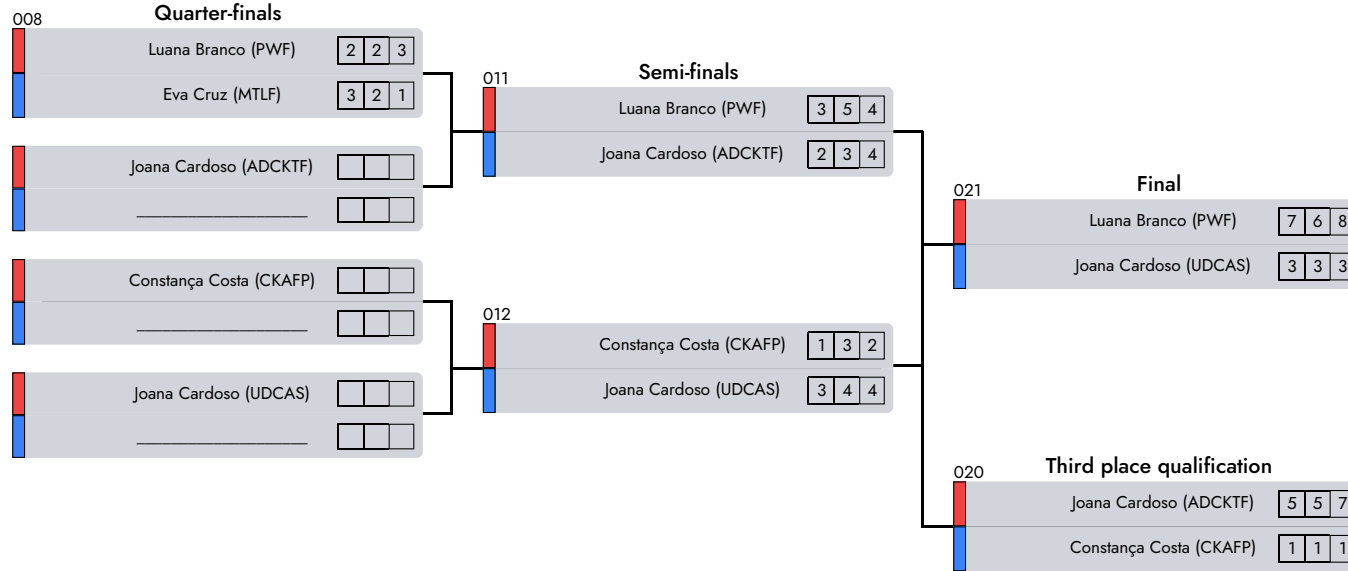 Quarter-finals
008
Luana Branco (PWF) 2 2 3
Eva Cruz (MTLF) 3 2 1
Joana Cardoso (ADCKTF)
____________________
Constança Costa (CKAFP)
____________________
Joana Cardoso (UDCAS)
____________________
Semi-finals
011
Luana Branco (PWF) 3 5 4
Joana Cardoso (ADCKTF) 2 3 4
012
Constança Costa (CKAFP) 1 3 2
Joana Cardoso (UDCAS) 3 4 4
Final
021
Luana Branco (PWF) 7 6 8
Joana Cardoso (UDCAS) 3 3 3
Third place qualification
020
Joana Cardoso (ADCKTF) 5 5 7
Constança Costa (CKAFP) 1 1 1